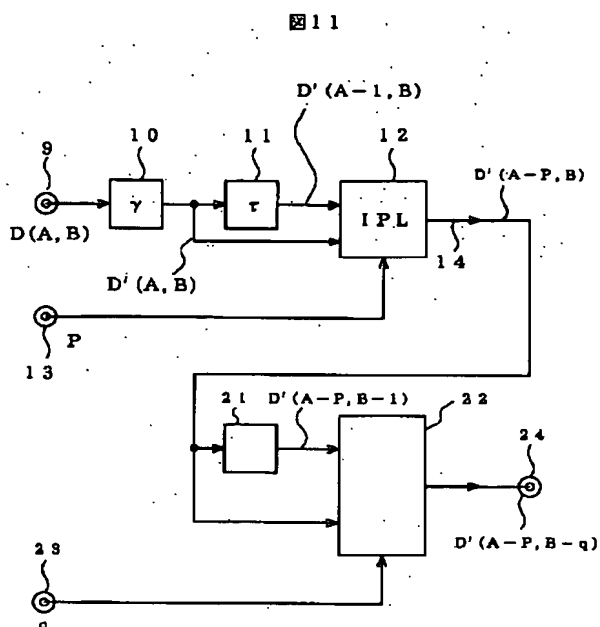 図11
D'(A-1,B)
9
10
11
12
D'(A-P,B)
γ
τ
IPL
D(A,B)
D'(A,B)
14
P
13
21
D'(A-P,B-1)
22
24
D'(A-P,B-q)
23